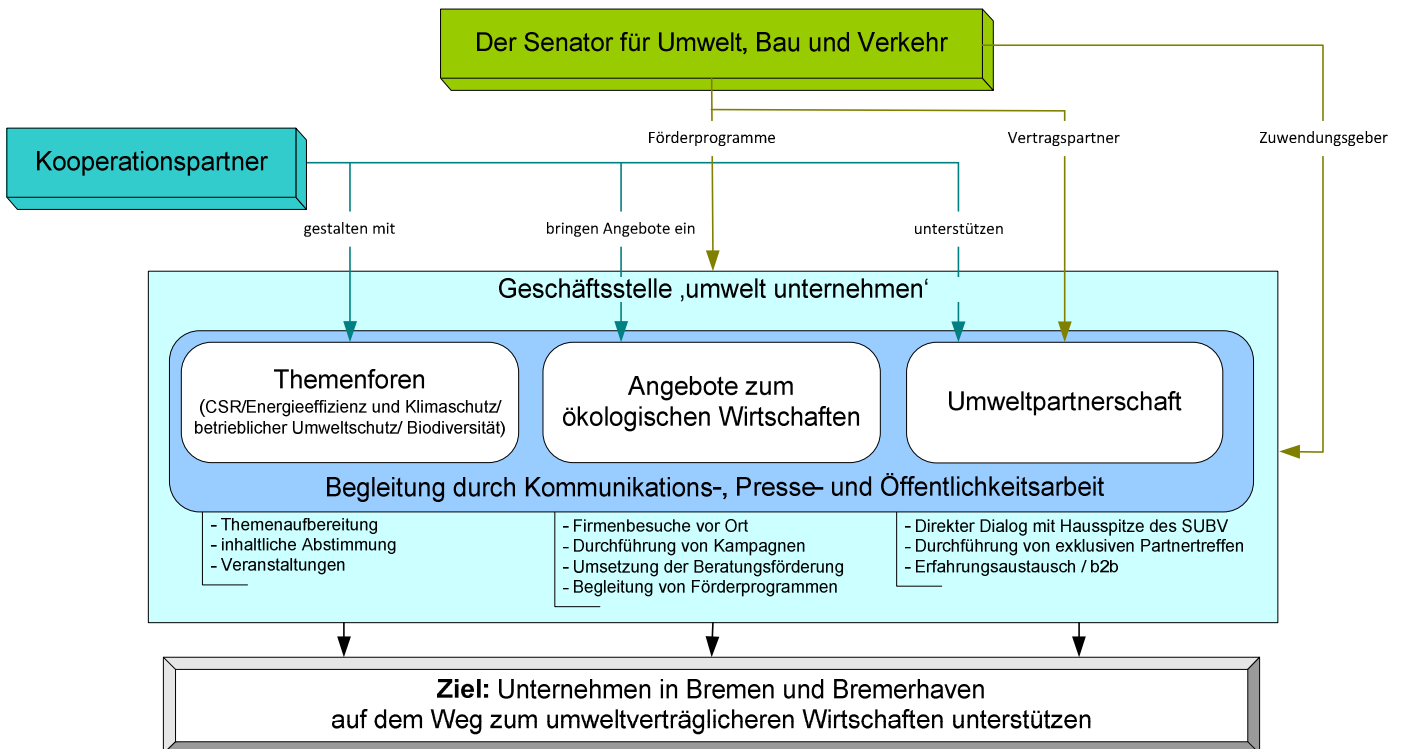 Der Senator für Umwelt, Bau und Verkehr
Kooperationspartner
Förderprogramme
Vertragspartner
Zuwendungsgeber
gestalten mit
bringen Angebote ein
unterstützen
Geschäftsstelle ‚umwelt unternehmen‘
Themenforen
(CSR/Energieeffizienz und Klimaschutz/
betrieblicher Umweltschutz/ Biodiversität)
Angebote zum
ökologischen Wirtschaften
Umweltpartnerschaft
Begleitung durch Kommunikations-, Presse- und Öffentlichkeitsarbeit
- Themenaufbereitung
- inhaltliche Abstimmung
- Veranstaltungen
- Firmenbesuche vor Ort
- Durchführung von Kampagnen
- Umsetzung der Beratungsförderung
- Begleitung von Förderprogrammen
- Direkter Dialog mit Hausspitze des SUBV
- Durchführung von exklusiven Partnertreffen
- Erfahrungsaustausch / b2b
Ziel: Unternehmen in Bremen und Bremerhaven
auf dem Weg zum umweltverträglicheren Wirtschaften unterstützen